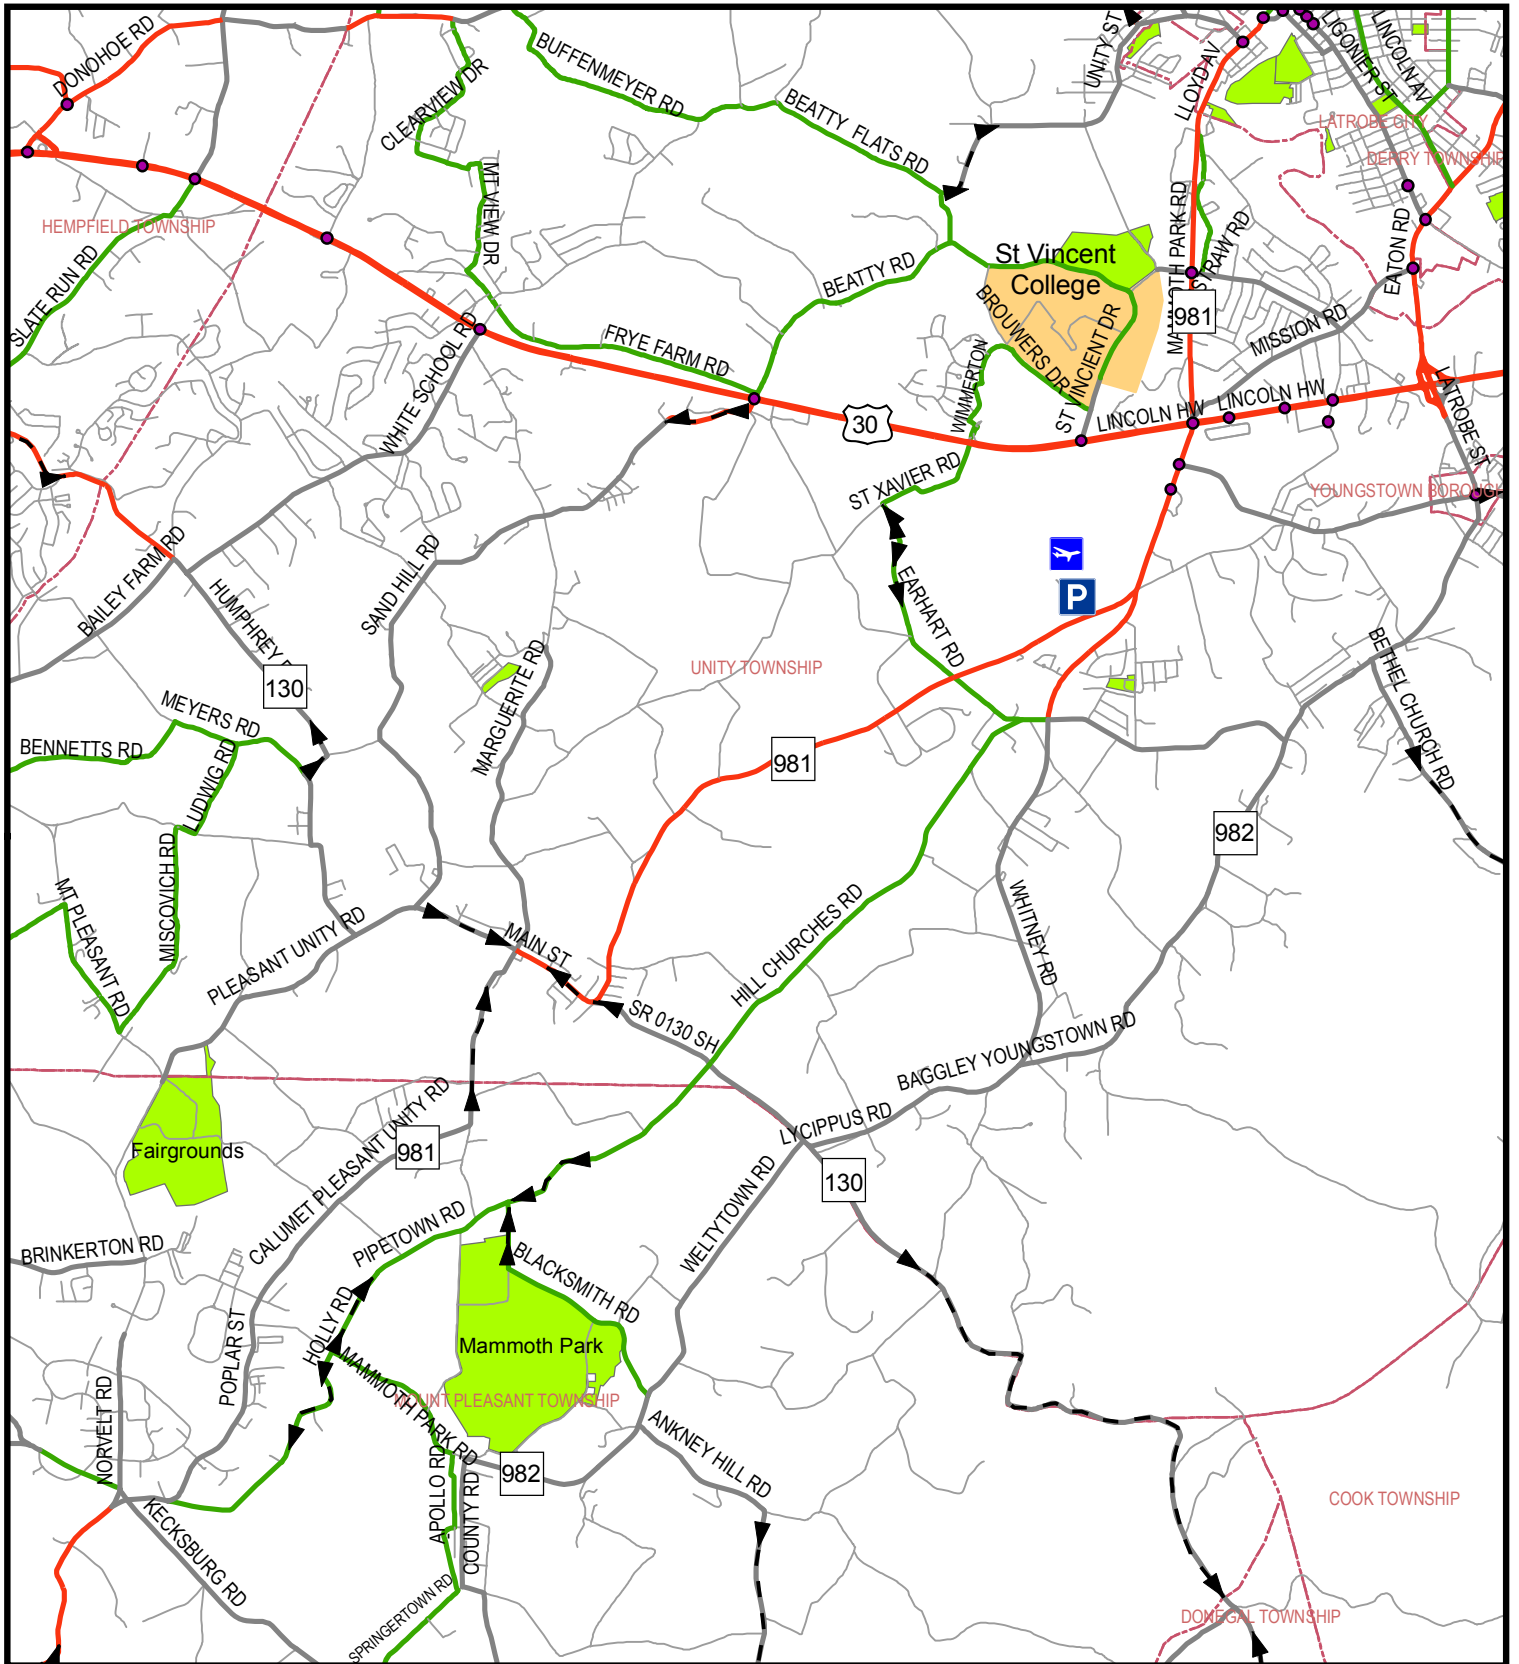 DONOHOE RD
BUFFENMEYER RD
CLEARVIEW DR
BEATTY FLATS RD
UNITY ST
LLOYD AV
LIGONIER ST
LINCOLN AV
LATROBE CITY
DERRY TOWNSHIP
HEMPFIELD TOWNSHIP
MT VIEW DR
SLATE RUN RD
BEATTY RD
St Vincent
College
MAMMOTH PARK RD
STRAW RD
EATON RD
981
MISSION RD
BROUWERS DR
ST VINCIENT DR
FRYE FARM RD
WHITE SCHOOL RD
WIMMERTON
30
LINCOLN HW
LINCOLN HW
LATROBE ST
ST XAVIER RD
YOUNGSTOWN BOROUGH
BAILEY FARM RD
SAND HILL RD
HUMPHREY
EARHART RD
P
130
MARGUERITE RD
UNITY TOWNSHIP
BETHEL CHURCH RD
MEYERS RD
BENNETTS RD
LUDWIG RD
981
982
MISCOVICH RD
MT PLEASANT RD
PLEASANT UNITY RD
MAIN ST
HILL CHURCHES RD
WHITNEY RD
SR 0130 SH
BAGGLEY YOUNGSTOWN RD
LYCIPPUS RD
Fairgrounds
981
CALUMET PLEASANT UNITY RD
130
WELTYTOWN RD
PIPETOWN RD
BRINKERTON RD
BLACKSMITH RD
HOLLY RD
POPLAR ST
Mammoth Park
MOUNT PLEASANT TOWNSHIP
MAMMOTH PARK RD
NORVELT RD
ANKNEY HILL RD
982
APOLLO RD
COUNTY RD
COOK TOWNSHIP
KECKSBURG RD
SPRINGERTOWN RD
DONEGAL TOWNSHIP